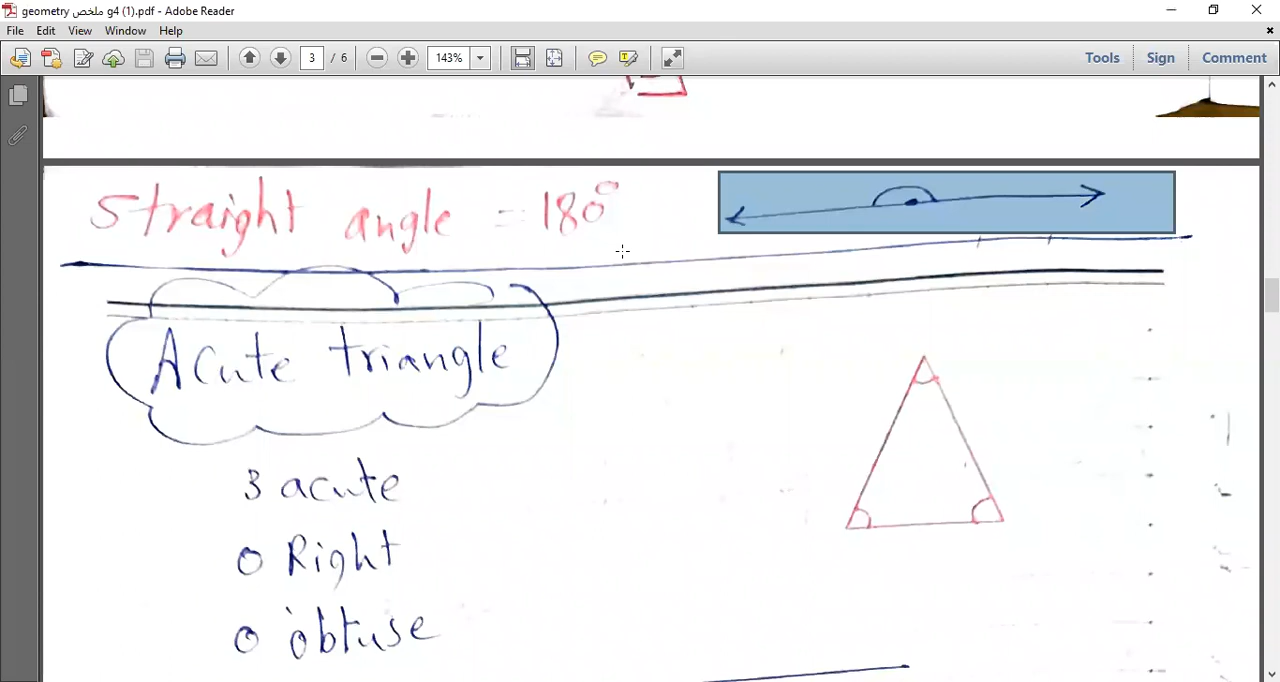 geometry ملخص g4 (1).pdf - Adobe Reader
File Edit View Window Help
3 / 6 143% Tools Sign Comment
Straight angle = 180°
Acute triangle
3 acute
0 Right
0 obtuse